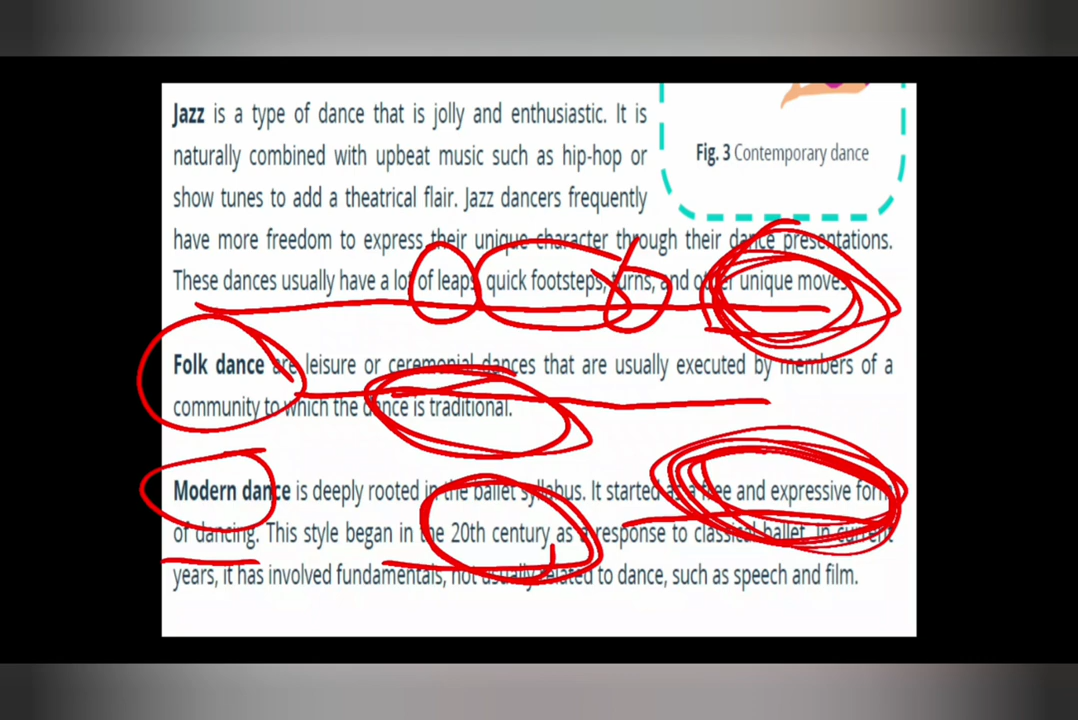 Jazz is a type of dance that is jolly and enthusiastic. It is
naturally combined with upbeat music such as hip-hop or
show tunes to add a theatrical flair. Jazz dancers frequently
Fig. 3 Contemporary dance
have more freedom to express their unique character through their dance presentations.
These dances usually have a lot of leaps, quick footsteps, turns, and other unique moves.
Folk dance are leisure or ceremonial dances that are usually executed by members of a
community to which the dance is traditional.
Modern dance is deeply rooted in the ballet syllabus. It started as a free and expressive form
of dancing. This style began in the 20th century as a response to classical ballet. In current
years, it has involved fundamentals, not usually related to dance, such as speech and film.